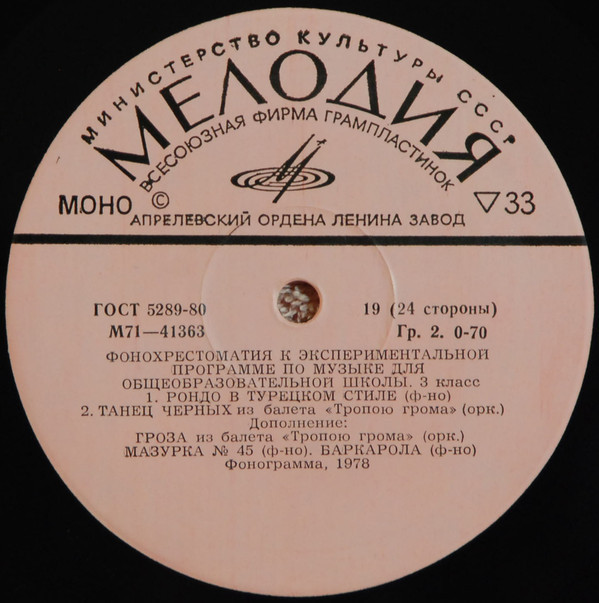 МИНИСТЕРСТВО КУЛЬТУРЫ СССР
МЕЛОДИЯ
ВСЕСОЮЗНАЯ ФИРМА ГРАМПЛАСТИНОК
МОНО © ▽33
АПРЕЛЕВСКИЙ ОРДЕНА ЛЕНИНА ЗАВОД
ГОСТ 5289-80 19 (24 стороны)
М71—41363 Гр. 2. 0-70
ФОНОХРЕСТОМАТИЯ К ЭКСПЕРИМЕНТАЛЬНОЙ
ПРОГРАММЕ ПО МУЗЫКЕ ДЛЯ
ОБЩЕОБРАЗОВАТЕЛЬНОЙ ШКОЛЫ. 3 класс
1. РОНДО В ТУРЕЦКОМ СТИЛЕ (ф-но)
2. ТАНЕЦ ЧЕРНЫХ из балета «Тропою грома» (орк.)
Дополнение:
ГРОЗА из балета «Тропою грома» (орк.)
МАЗУРКА № 45 (ф-но). БАРКАРОЛА (ф-но)
Фонограмма, 1978